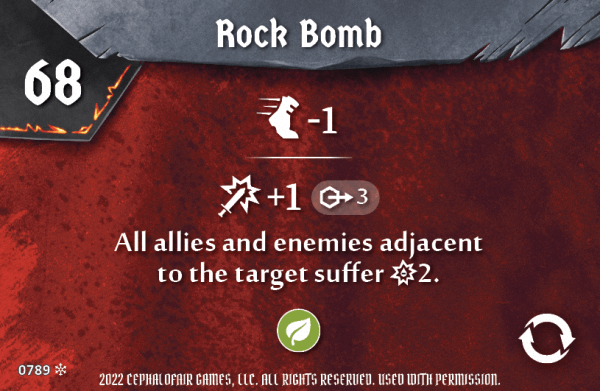 Rock Bomb
68
-1
+1 3
All allies and enemies adjacent
to the target suffer 2.
0789
2022 CEPHALOFAIR GAMES, LLC. ALL RIGHTS RESERVED. USED WITH PERMISSION.